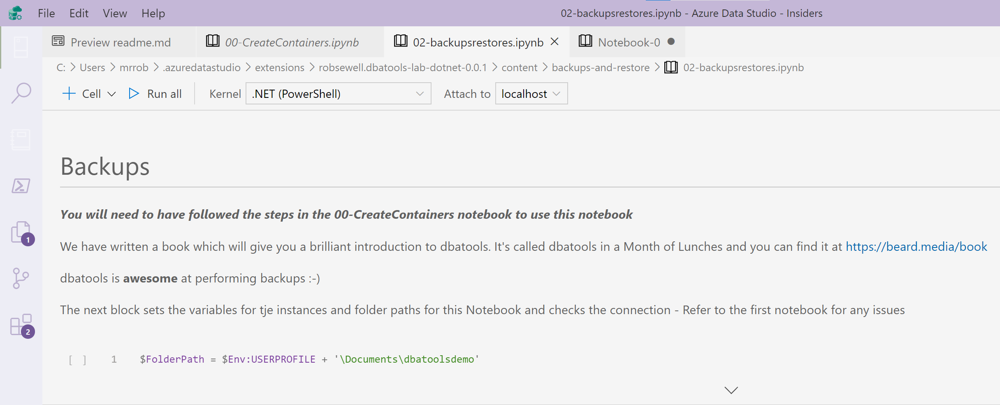 File Edit View Help 02-backupsrestores.ipynb - Azure Data Studio - Insiders
Preview readme.md 00-CreateContainers.ipynb 02-backupsrestores.ipynb Notebook-0
C: > Users > mrrob > .azuredatastudio > extensions > robsewell.dbatools-lab-dotnet-0.0.1 > content > backups-and-restore > 02-backupsrestores.ipynb
Cell Run all Kernel .NET (PowerShell) Attach to localhost
Backups
You will need to have followed the steps in the 00-CreateContainers notebook to use this notebook
We have written a book which will give you a brilliant introduction to dbatools. It's called dbatools in a Month of Lunches and you can find it at https://beard.media/book
dbatools is awesome at performing backups :-)
The next block sets the variables for tje instances and folder paths for this Notebook and checks the connection - Refer to the first notebook for any issues
[ ] 1 $FolderPath = $Env:USERPROFILE + '\Documents\dbatoolsdemo'
1
2